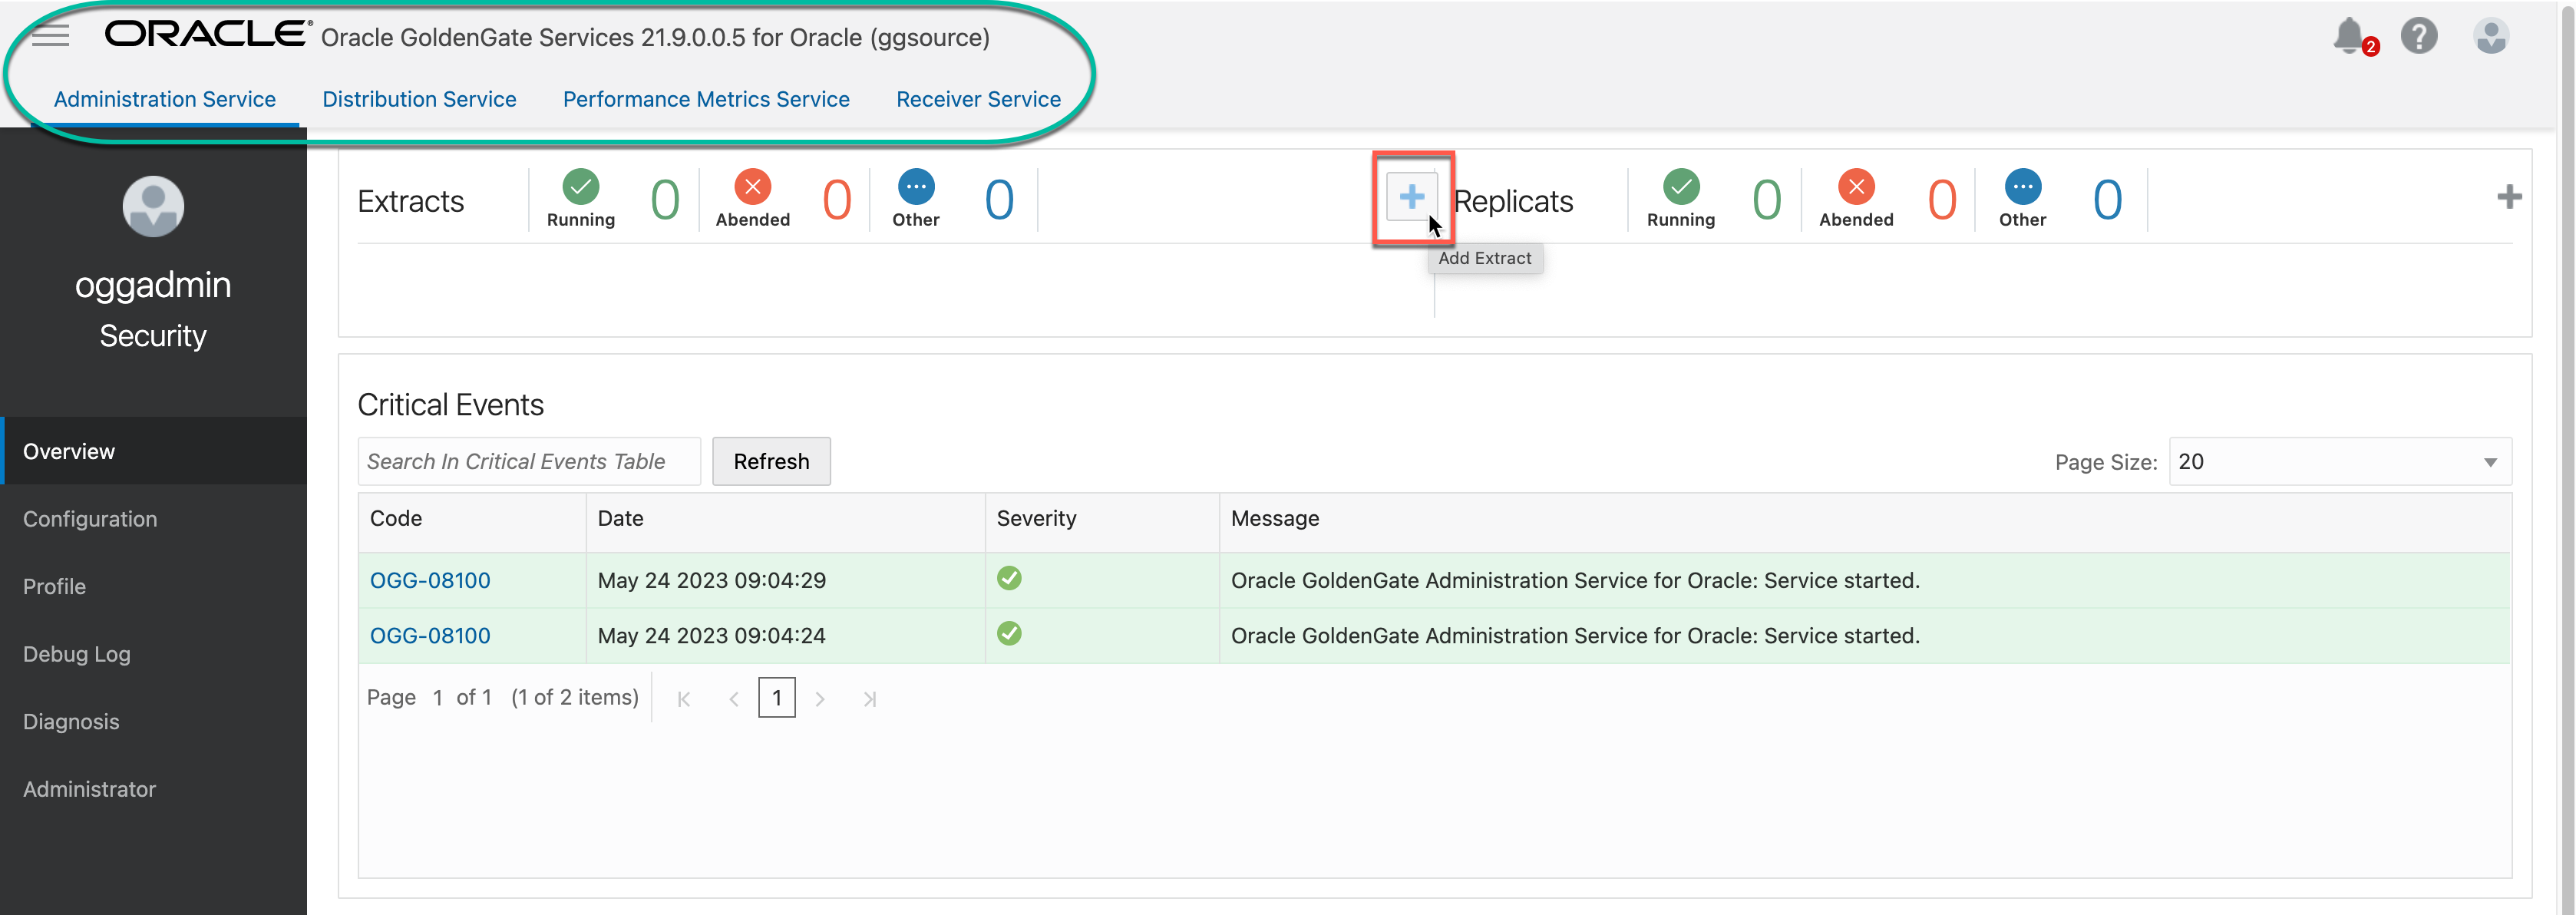 ORACLE® Oracle GoldenGate Services 21.9.0.0.5 for Oracle (ggsource)
2 ?
Administration Service Distribution Service Performance Metrics Service Receiver Service
oggadmin
Security
Overview
Configuration
Profile
Debug Log
Diagnosis
Administrator
Extracts Running 0 Abended 0 Other 0
Replicats Running 0 Abended 0 Other 0
Add Extract
Critical Events
Search In Critical Events Table Refresh Page Size: 20
Code Date Severity Message
OGG-08100 May 24 2023 09:04:29 Oracle GoldenGate Administration Service for Oracle: Service started.
OGG-08100 May 24 2023 09:04:24 Oracle GoldenGate Administration Service for Oracle: Service started.
Page 1 of 1 (1 of 2 items) 1